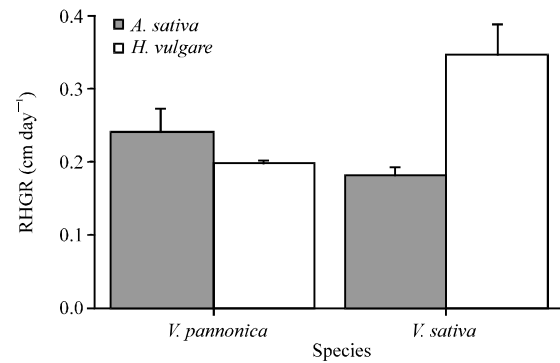 A. sativa
H. vulgare
0.4
0.3
0.2
0.1
0.0
RHGR (cm day⁻¹)
V. pannonica
V. sativa
Species